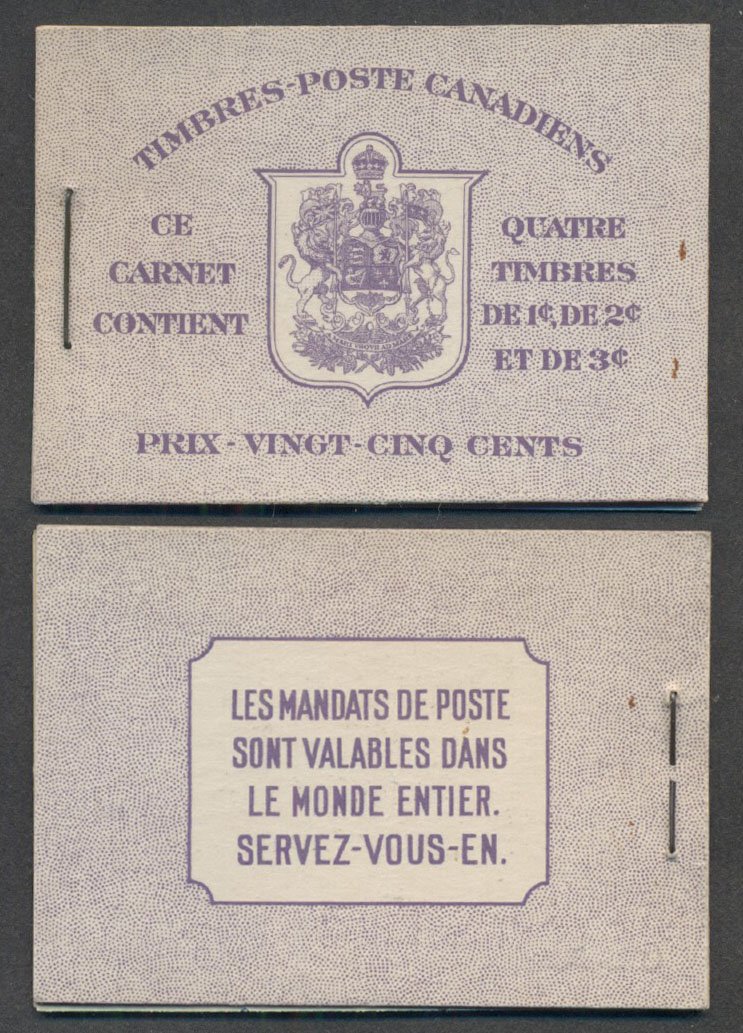 TIMBRES-POSTE CANADIENS
CE
CARNET
CONTIENT
QUATRE
TIMBRES
DE 1¢, DE 2¢
ET DE 3¢
PRIX - VINGT-CINQ CENTS
LES MANDATS DE POSTE
SONT VALABLES DANS
LE MONDE ENTIER.
SERVEZ-VOUS-EN.